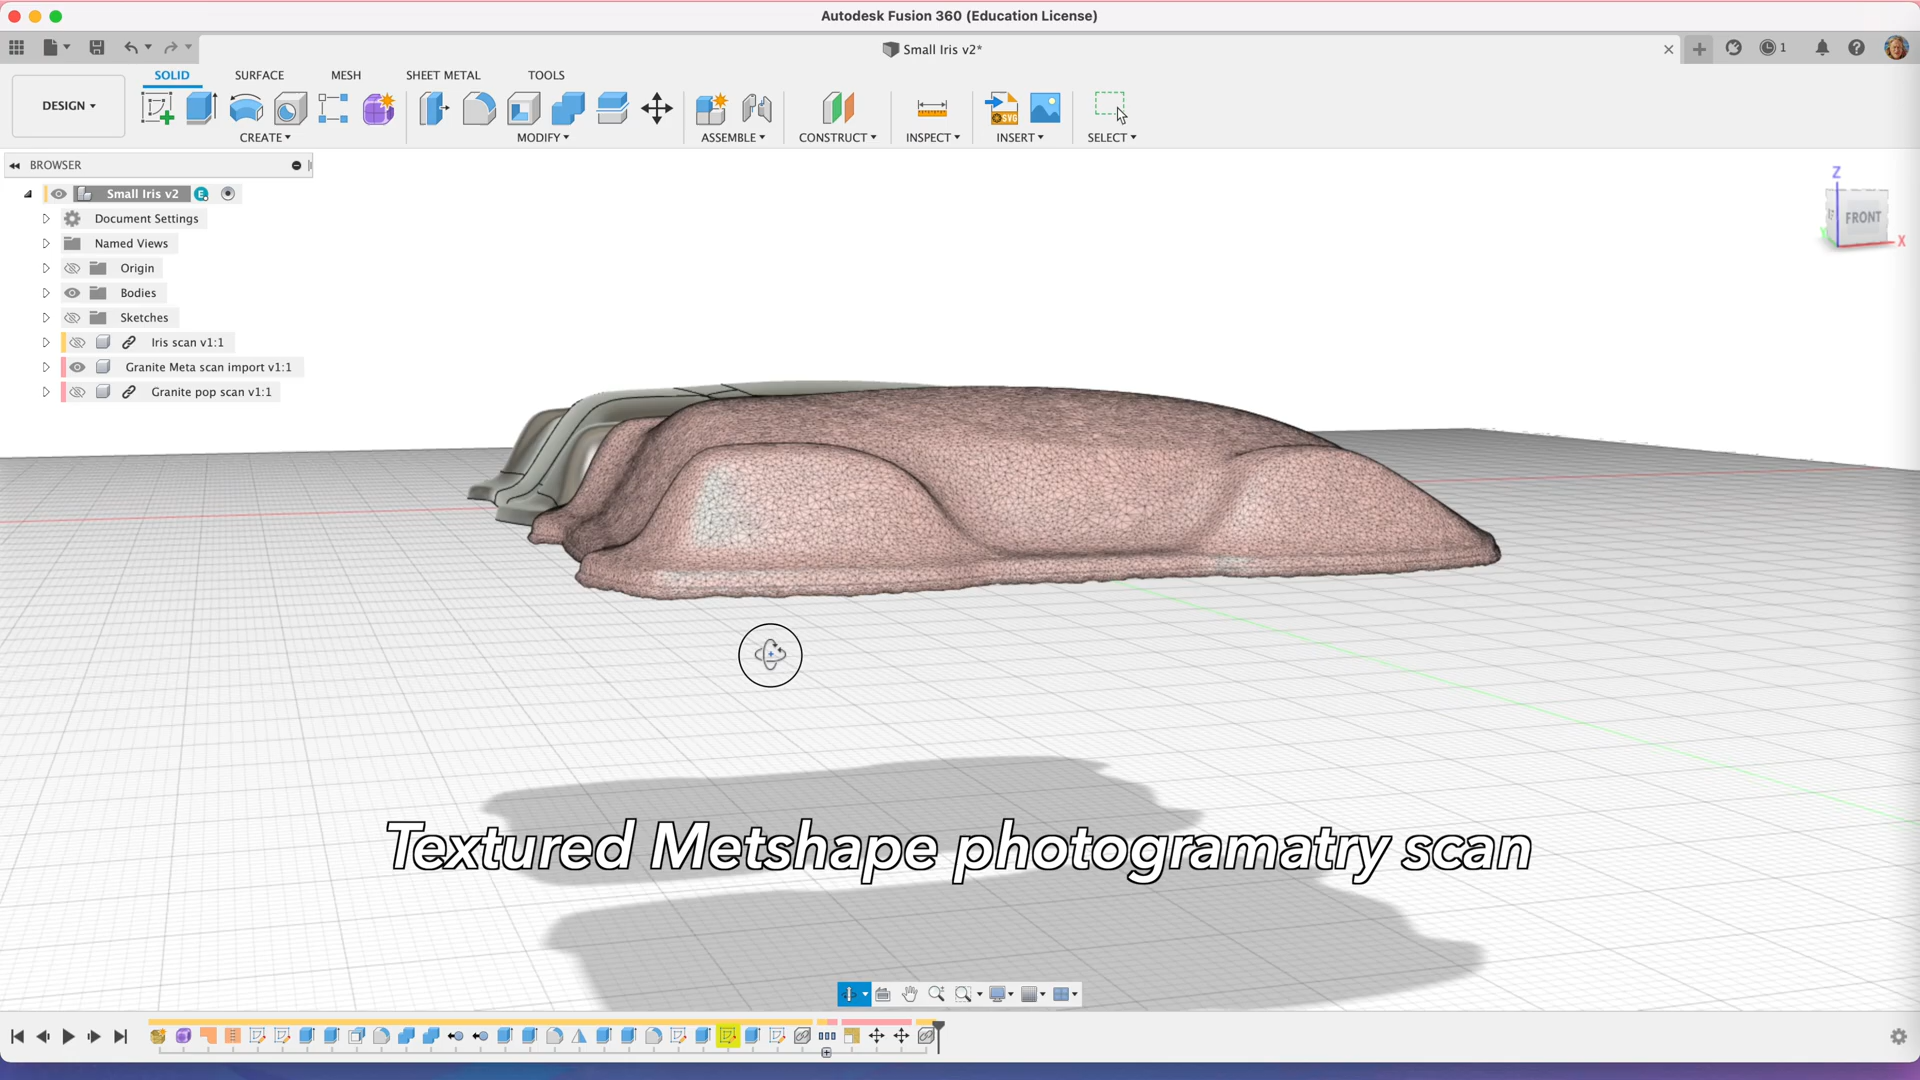 Autodesk Fusion 360 (Education License)
Small Iris v2*
1
SOLID
SURFACE
MESH
SHEET METAL
TOOLS
DESIGN
SVG
CREATE
MODIFY
ASSEMBLE
CONSTRUCT
INSPECT
INSERT
SELECT
BROWSER
Small Iris v2
Document Settings
Named Views
Origin
Bodies
Sketches
Iris scan v1:1
Granite Meta scan import v1:1
Granite pop scan v1:1
Z
FRONT
X
Textured Metshape photogramatry scan